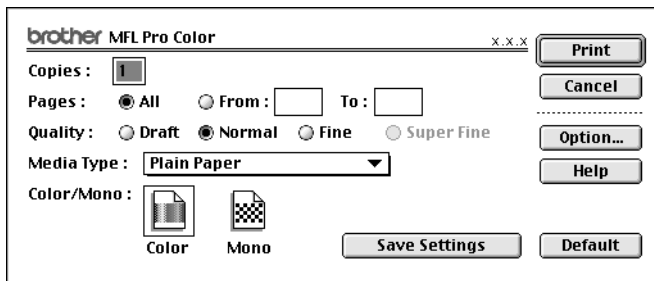 brother MFL Pro Color x.x.x
Print
Copies : 1
Cancel
Pages : All From : To :
Quality : Draft Normal Fine Super Fine
Option...
Media Type : Plain Paper
Help
Color/Mono :
Color Mono
Save Settings Default